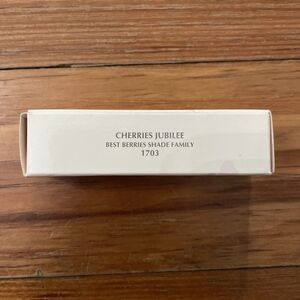 CHERRIES JUBILEE
BEST BERRIES SHADE FAMILY
1703